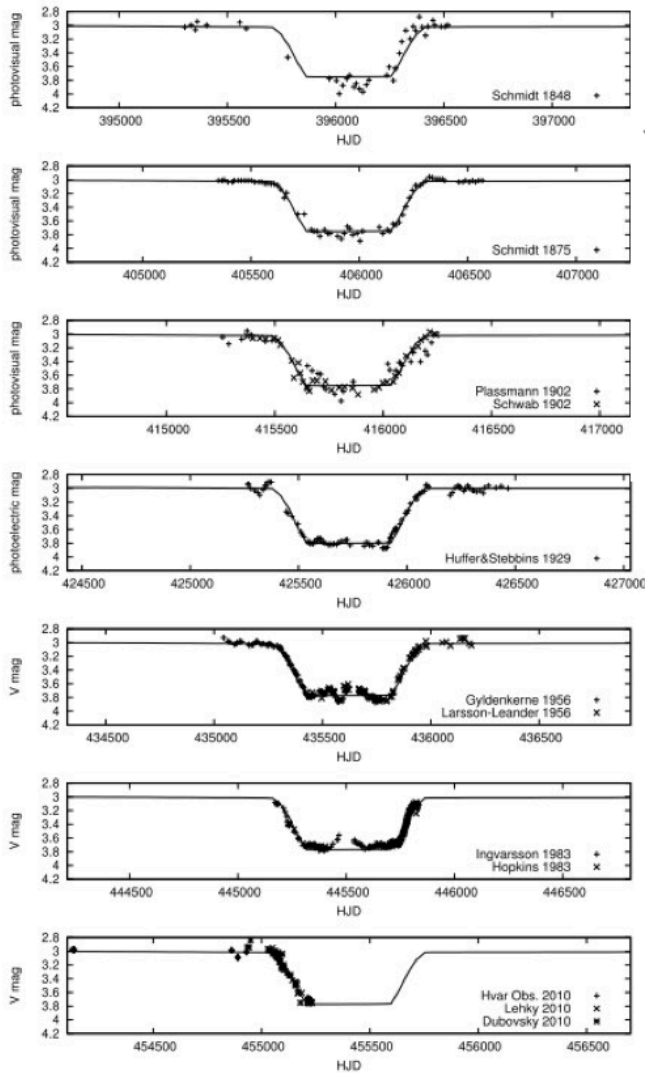 photovisual mag
2.8
3
3.2
3.4
3.6
3.8
4
4.2
Schmidt 1848 +
395000 395500 396000 396500 397000
HJD
photovisual mag
2.8
3
3.2
3.4
3.6
3.8
4
4.2
Schmidt 1875 +
405000 405500 406000 406500 407000
HJD
photovisual mag
2.8
3
3.2
3.4
3.6
3.8
4
4.2
Plassmann 1902 +
Schwab 1902 ×
415000 415500 416000 416500 417000
HJD
photoelectric mag
2.8
3
3.2
3.4
3.6
3.8
4
4.2
Huffer&Stebbins 1929 +
424500 425000 425500 426000 426500 427000
HJD
V mag
2.8
3
3.2
3.4
3.6
3.8
4
4.2
Gyldenkerne 1956 +
Larsson-Leander 1956 ×
434500 435000 435500 436000 436500
HJD
V mag
2.8
3
3.2
3.4
3.6
3.8
4
4.2
Ingvarsson 1983 +
Hopkins 1983 ×
444500 445000 445500 446000 446500
HJD
V mag
2.8
3
3.2
3.4
3.6
3.8
4
4.2
Hvar Obs. 2010 +
Lehky 2010 ×
Dubovsky 2010
454500 455000 455500 456000 456500
HJD